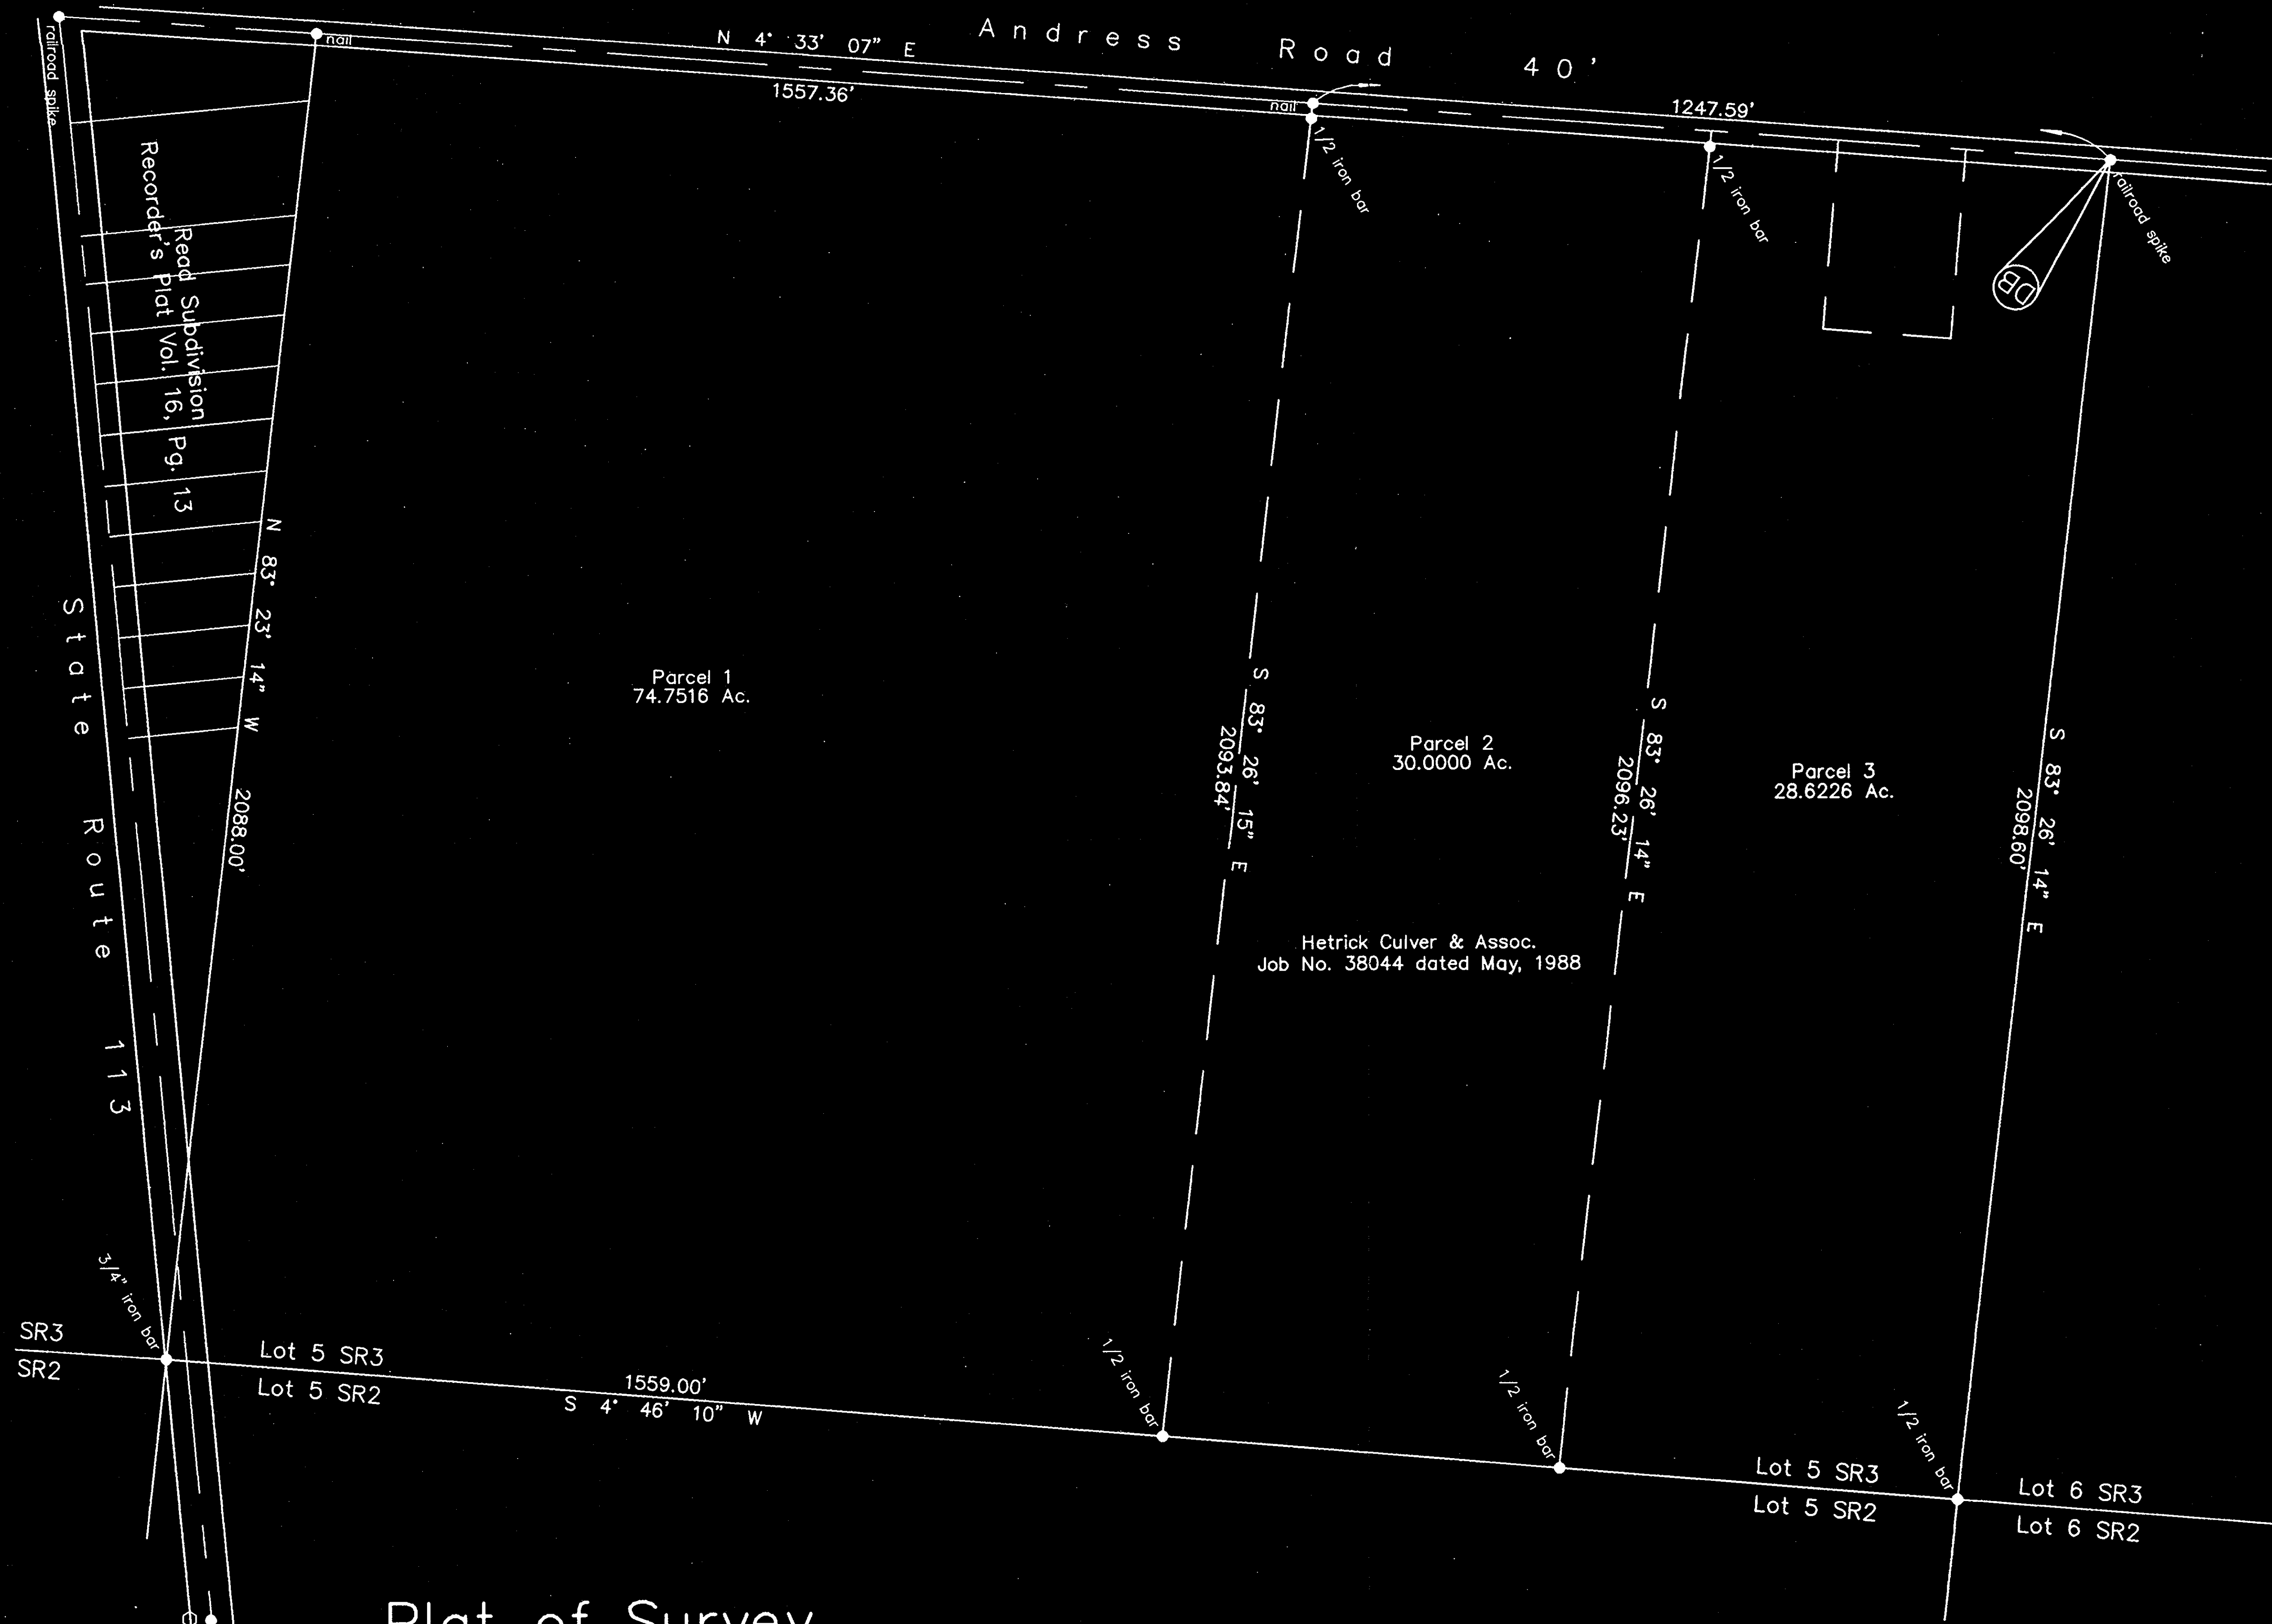 Andress Road 40'
railroad spike
nail
N 4° 33' 07" E
1557.36'
nail
1247.59'
1/2 iron bar
1/2 iron bar
railroad spike
DB
Read Subdivision
Recorder's Plat Vol. 16, Pg. 13
N 83° 23' 14" W
2088.00'
State Route 113
Parcel 1
74.7516 Ac.
S 83° 26' 15" E
2093.84'
Parcel 2
30.0000 Ac.
S 83° 26' 14" E
2096.23'
Parcel 3
28.6226 Ac.
S 83° 26' 14" E
2098.60'
Hetrick Culver & Assoc.
Job No. 38044 dated May, 1988
3/4" iron bar
SR3
SR2
Lot 5 SR3
Lot 5 SR2
1559.00'
S 4° 46' 10" W
1/2 iron bar
1/2 iron bar
1/2 iron bar
Lot 5 SR3
Lot 5 SR2
Lot 6 SR3
Lot 6 SR2
Plat of Survey